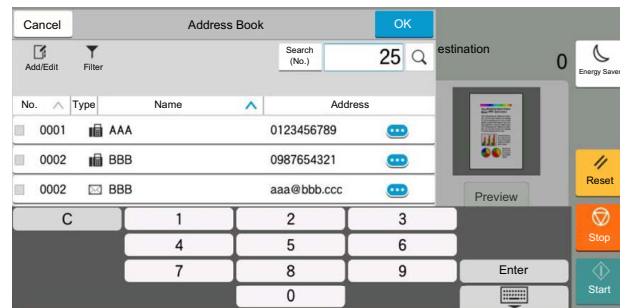 Cancel
Address Book
OK
Add/Edit
Filter
Search
(No.)
25
estination
0
Energy Saver
No.
Type
Name
Address
0001
AAA
0123456789
0002
BBB
0987654321
0002
BBB
aaa@bbb.ccc
Preview
Reset
C
1
2
3
Stop
4
5
6
7
8
9
Enter
Start
0